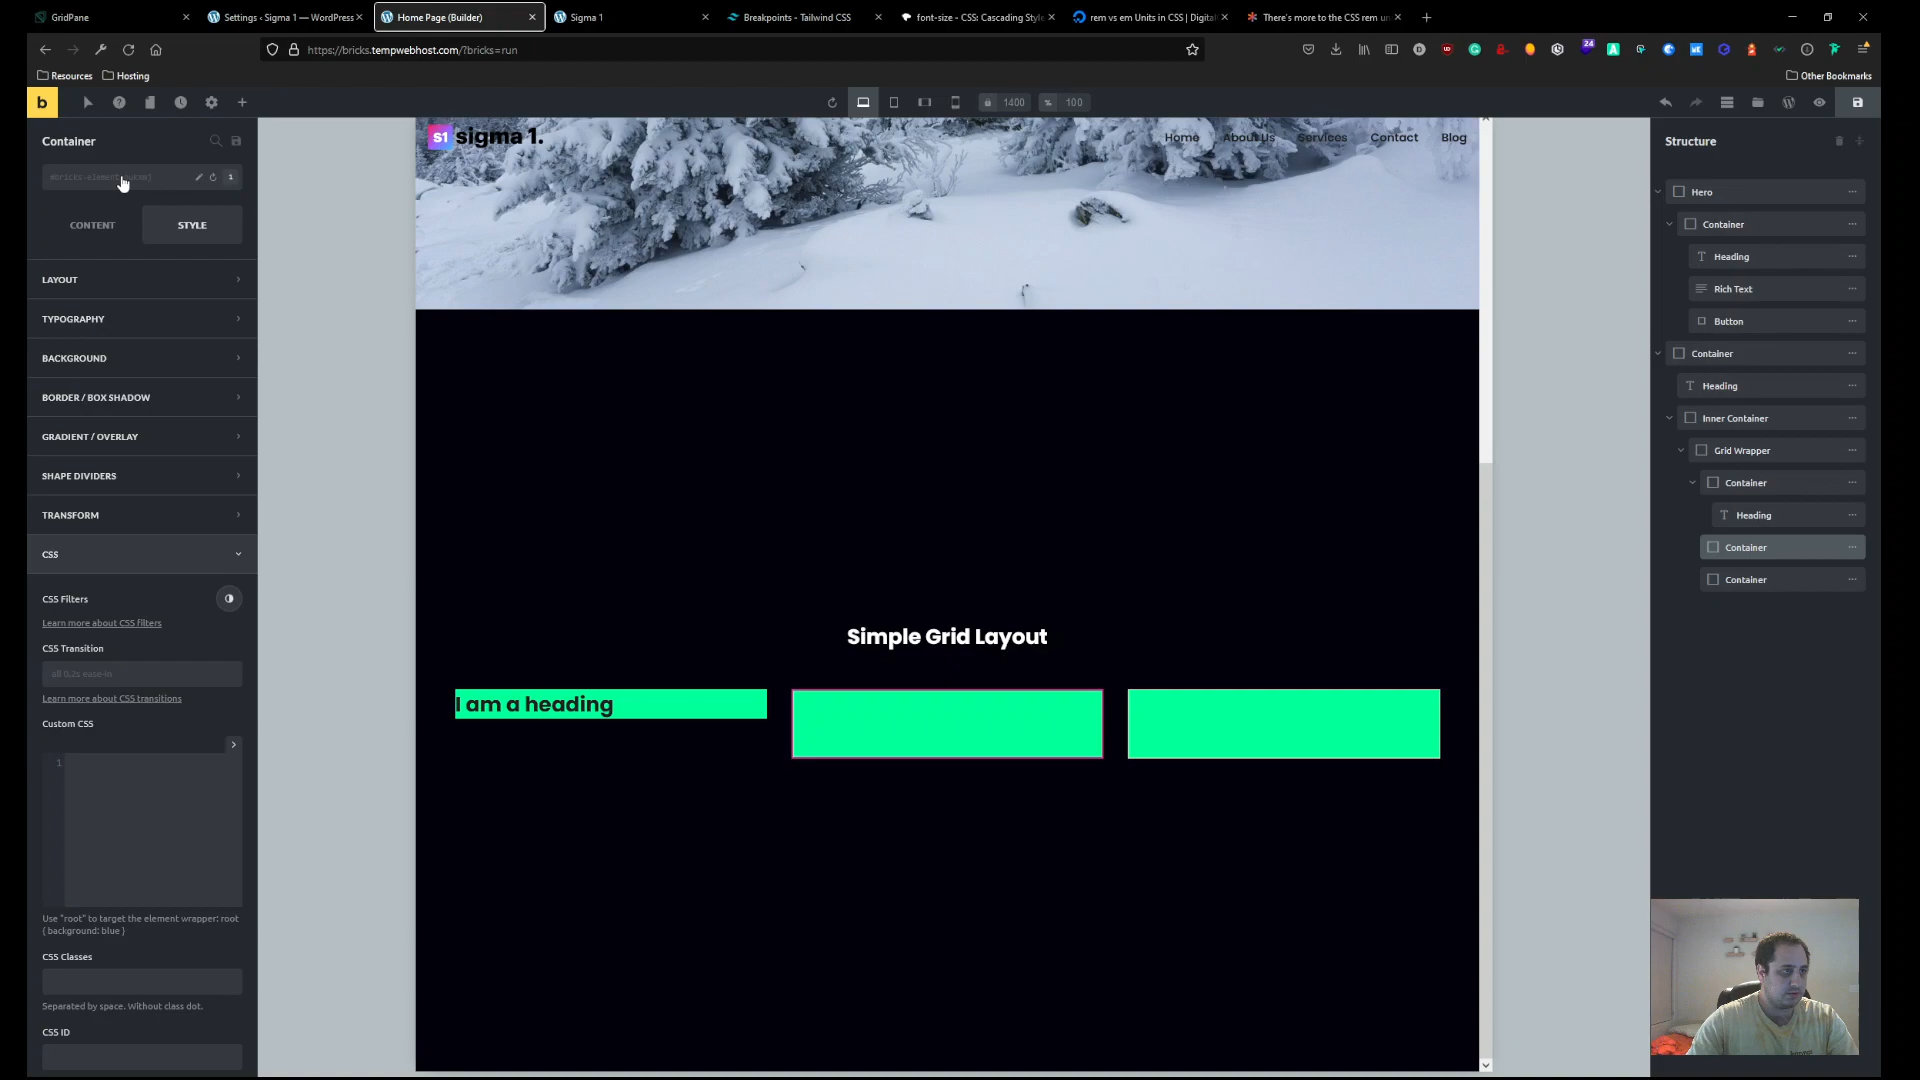 GridPane
Settings ‹ Sigma 1 — WordPress
Home Page (Builder)
Sigma 1
Breakpoints - Tailwind CSS
font-size - CSS: Cascading Style
rem vs em Units in CSS | Digital
There's more to the CSS rem un
https://bricks.tempwebhost.com/?bricks=run
24
Resources
Hosting
Other Bookmarks
b
1400
100
Container
1
CONTENT
STYLE
LAYOUT
TYPOGRAPHY
BACKGROUND
BORDER / BOX SHADOW
GRADIENT / OVERLAY
SHAPE DIVIDERS
TRANSFORM
CSS
CSS Filters
Learn more about CSS filters
CSS Transition
all 0.2s ease-in
Learn more about CSS transitions
Custom CSS
1
Use "root" to target the element wrapper: root
{ background: blue }
CSS Classes
Separated by space. Without class dot.
CSS ID
S1 sigma 1.
Home
About Us
Services
Contact
Blog
Simple Grid Layout
I am a heading
Structure
Hero
Container
Heading
Rich Text
Button
Container
Heading
Inner Container
Grid Wrapper
Container
Heading
Container
Container